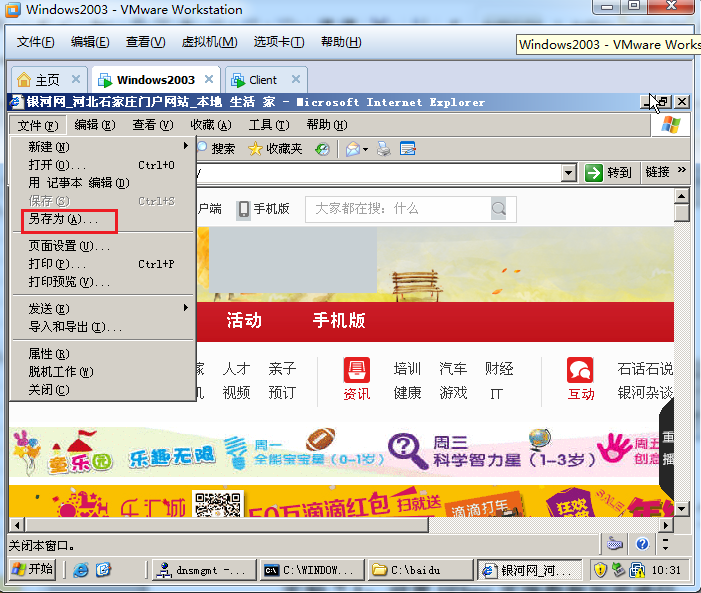 Windows2003 - VMware Workstation
文件(F) 编辑(E) 查看(V) 虚拟机(M) 选项卡(T) 帮助(H)
Windows2003 - VMware Works
主页 Windows2003 Client
银河网_河北石家庄门户网站_本地 生活 家 - Microsoft Internet Explorer
文件(F) 编辑(E) 查看(V) 收藏(A) 工具(T) 帮助(H)
搜索 收藏夹
转到 链接 »
新建(N)
打开(O)... Ctrl+O
用 记事本 编辑(D)
保存(S) Ctrl+S
另存为(A)...
页面设置(U)...
打印(P)... Ctrl+P
打印预览(V)...
发送(E)
导入和导出(I)...
属性(R)
脱机工作(W)
关闭(C)
户端 手机版 大家都在搜：什么
活动 手机版
家 人才 亲子 资讯 培训 汽车 财经 互动 石话石说
机 视频 预订 健康 游戏 IT 银河杂谈
重播
童乐园 乐趣无限 周一 全能宝宝星（0-1岁） 周三 科学智力星（1-3岁） 周五 创意
乐汇城 50万滴滴红包 扫就送 滴滴打车 狂欢
关闭本窗口。
开始 dnsmgmt -... C:\WINDOW... C:\baidu 银河网_河... 10:31